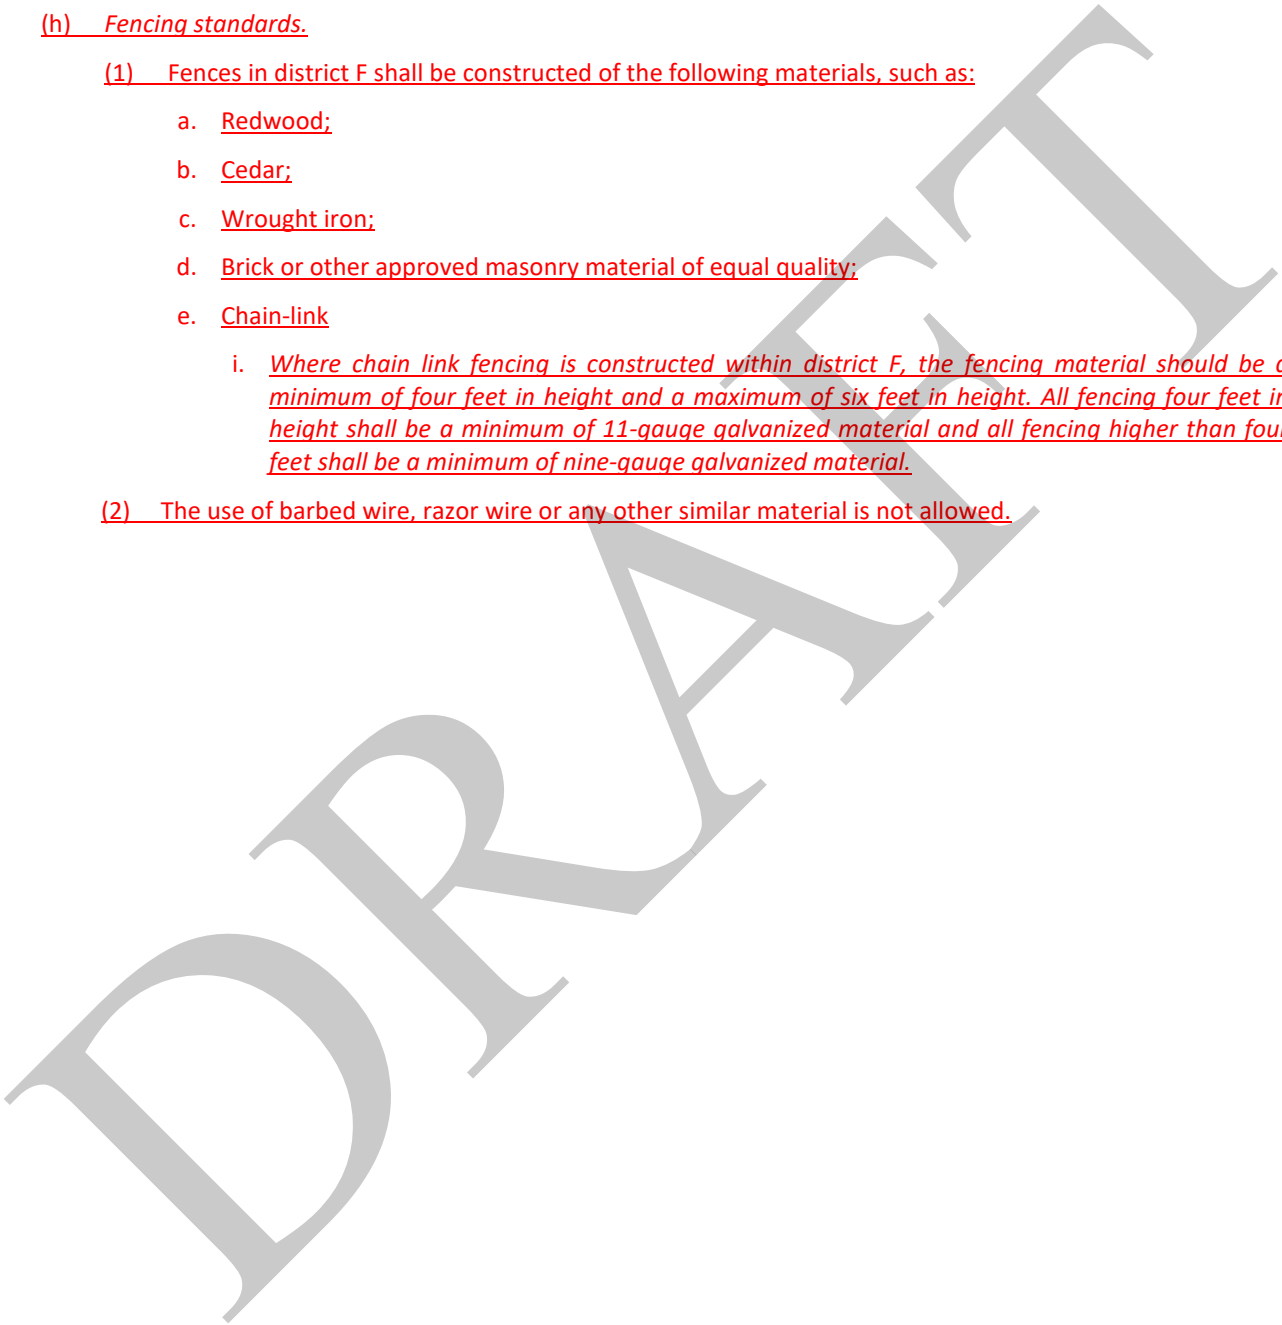 (h) Fencing standards.
(1) Fences in district F shall be constructed of the following materials, such as:
a. Redwood;
b. Cedar;
c. Wrought iron;
d. Brick or other approved masonry material of equal quality;
e. Chain-link
i. Where chain link fencing is constructed within district F, the fencing material should be a
minimum of four feet in height and a maximum of six feet in height. All fencing four feet in
height shall be a minimum of 11-gauge galvanized material and all fencing higher than four
feet shall be a minimum of nine-gauge galvanized material.
(2) The use of barbed wire, razor wire or any other similar material is not allowed.
DRAFT